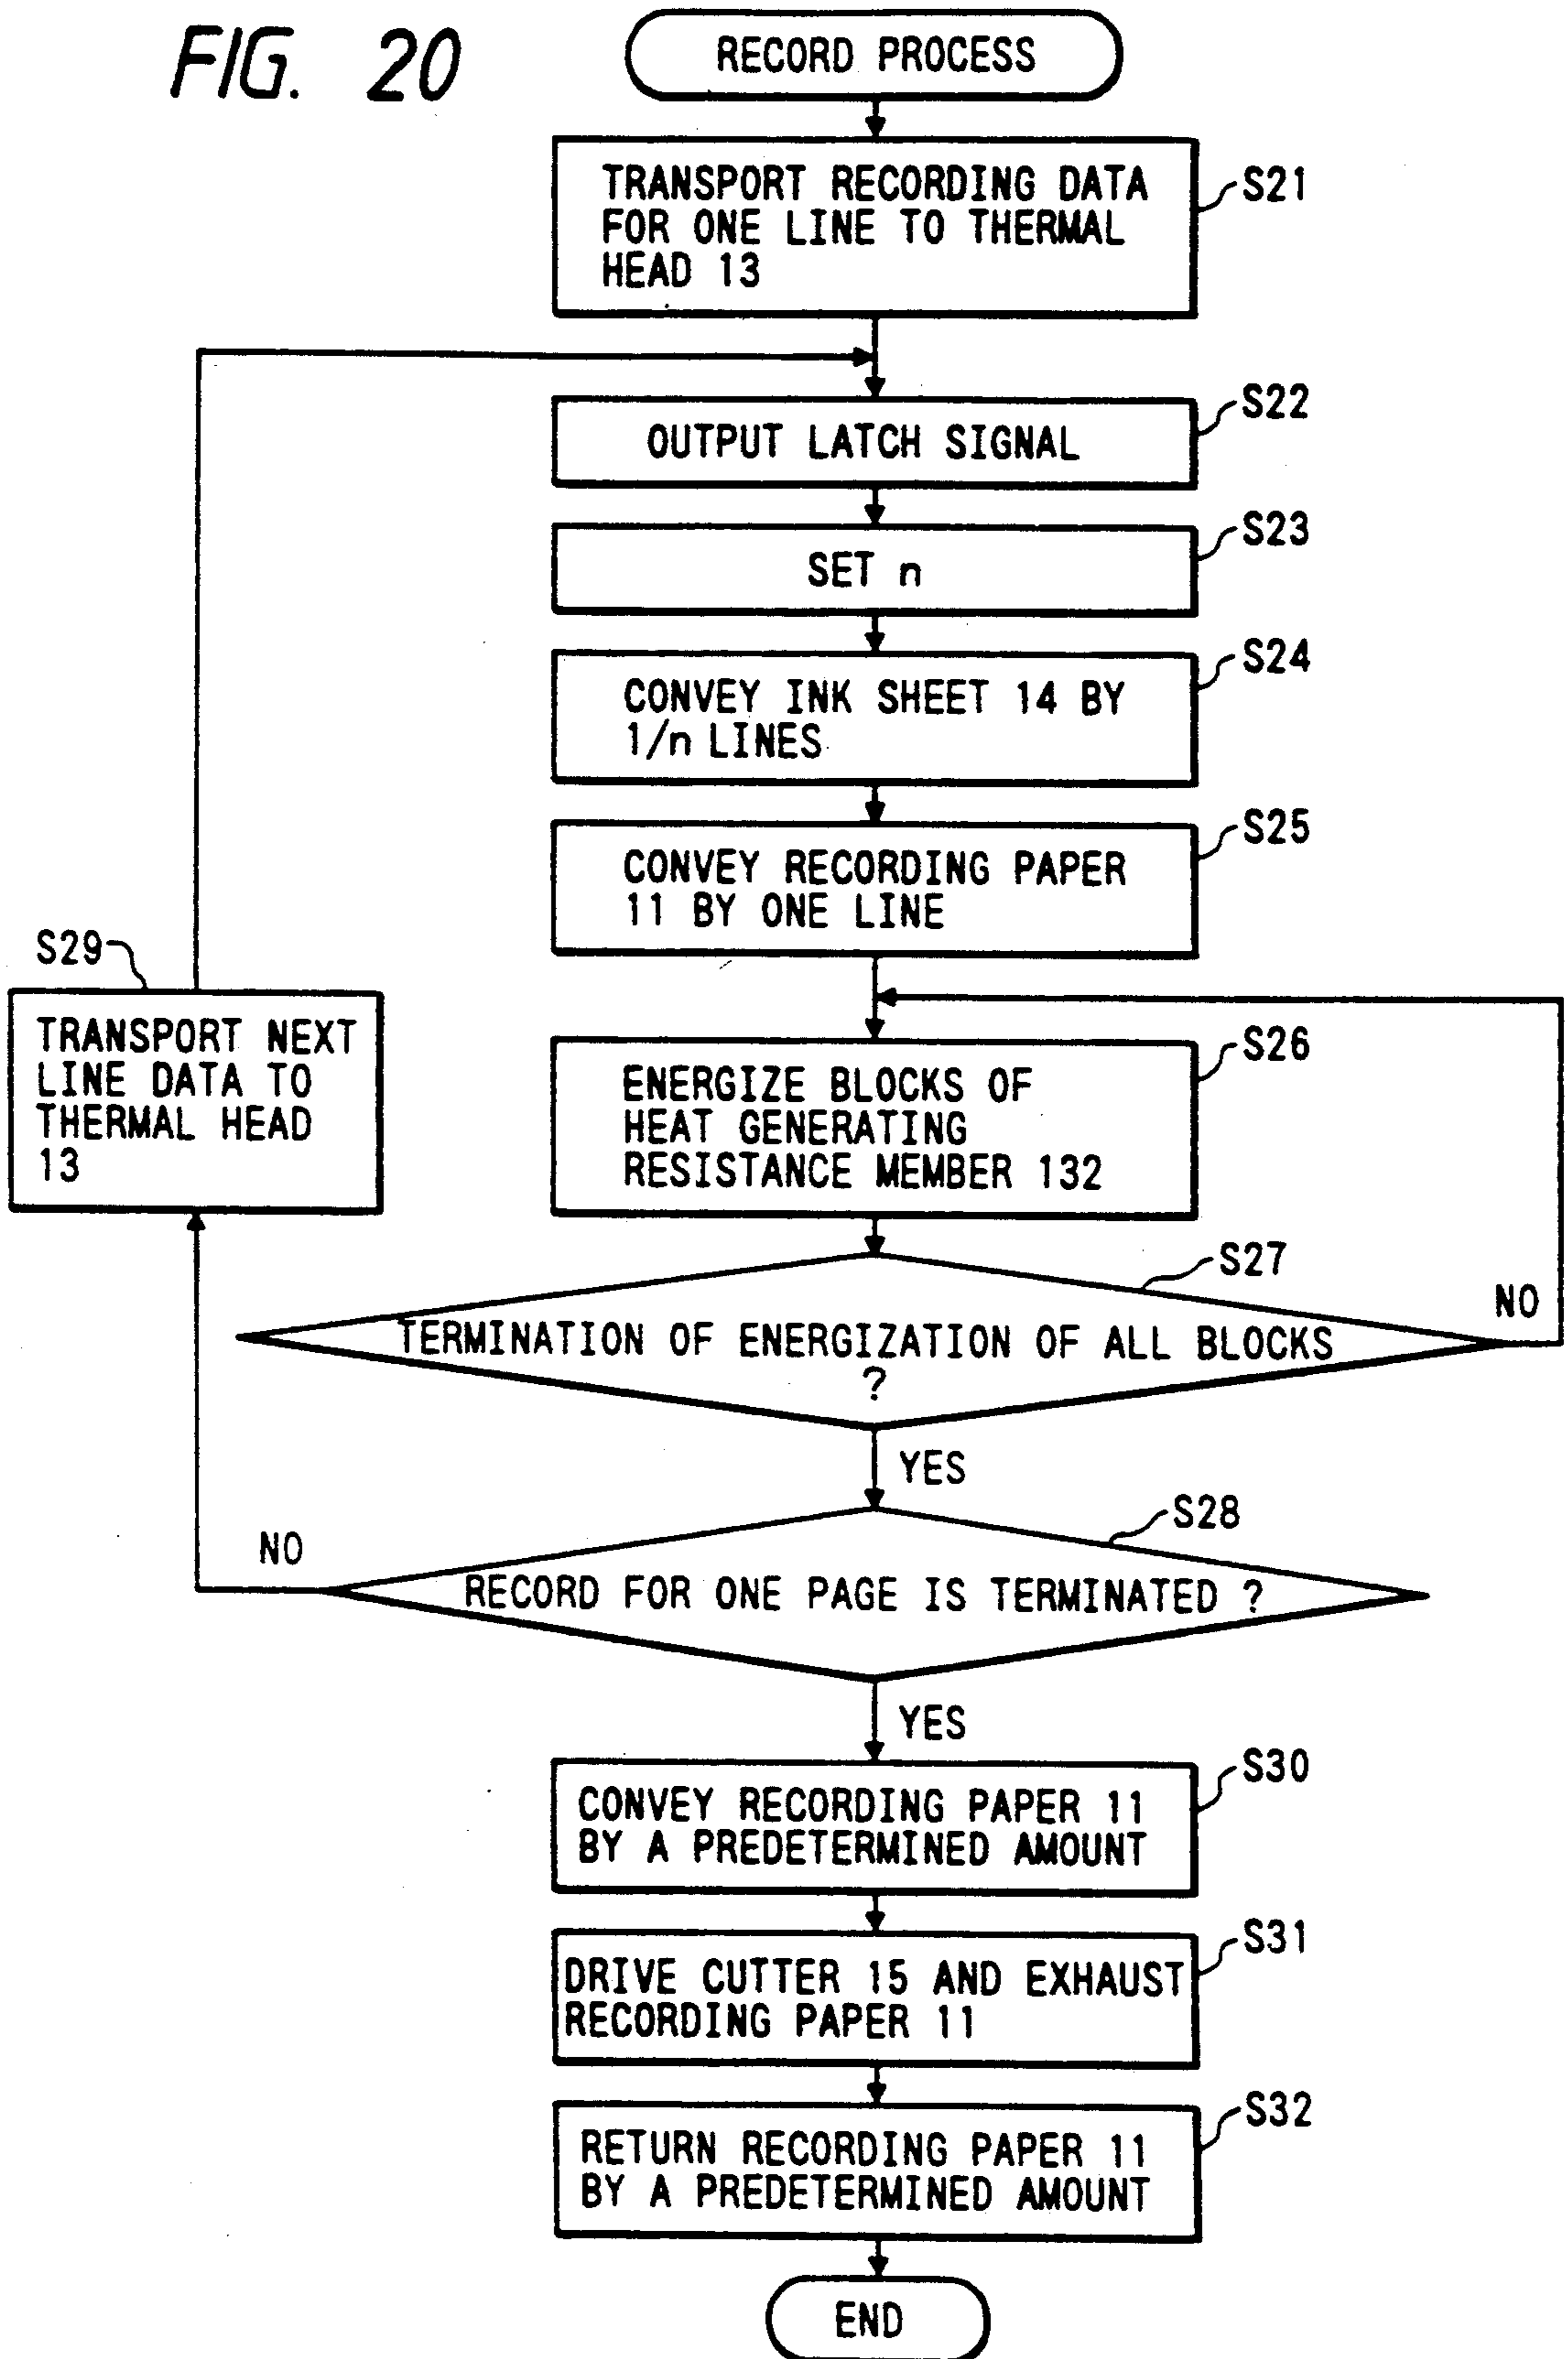 FIG. 20
RECORD PROCESS
TRANSPORT RECORDING DATA
FOR ONE LINE TO THERMAL
HEAD 13
S21
OUTPUT LATCH SIGNAL
S22
SET n
S23
CONVEY INK SHEET 14 BY
1/n LINES
S24
CONVEY RECORDING PAPER
11 BY ONE LINE
S25
S29
TRANSPORT NEXT
LINE DATA TO
THERMAL HEAD
13
ENERGIZE BLOCKS OF
HEAT GENERATING
RESISTANCE MEMBER 132
S26
S27
NO
TERMINATION OF ENERGIZATION OF ALL BLOCKS
?
YES
S28
NO
RECORD FOR ONE PAGE IS TERMINATED ?
YES
CONVEY RECORDING PAPER 11
BY A PREDETERMINED AMOUNT
S30
DRIVE CUTTER 15 AND EXHAUST
RECORDING PAPER 11
S31
RETURN RECORDING PAPER 11
BY A PREDETERMINED AMOUNT
S32
END